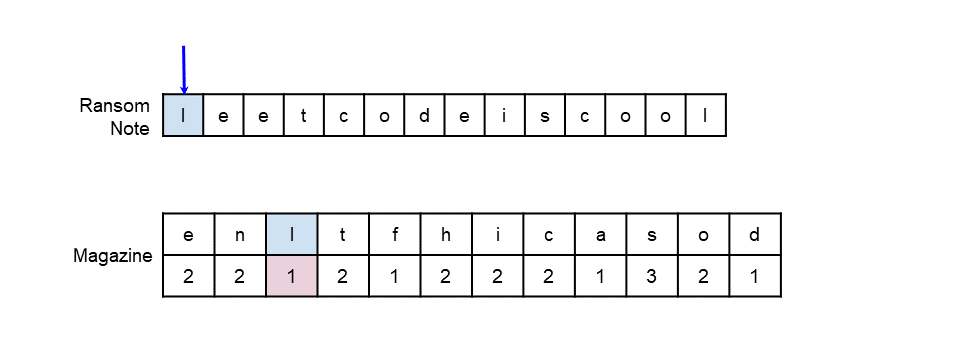 Ransom
Note
l e e t c o d e i s c o o l
e n l t f h i c a s o d
Magazine
2 2 1 2 1 2 2 2 1 3 2 1